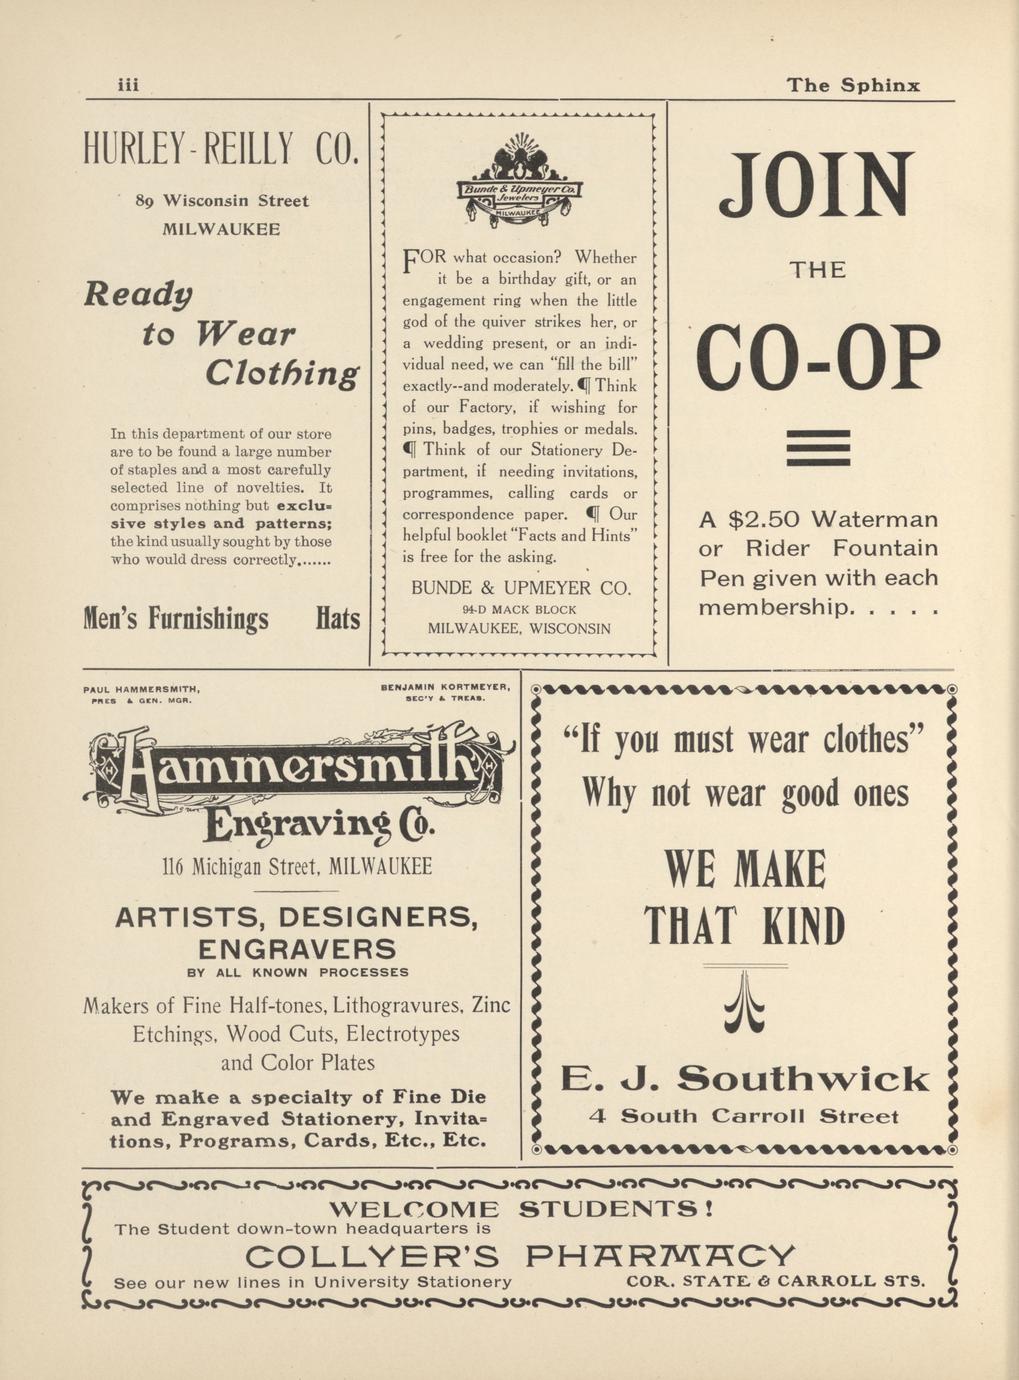 iii
The Sphinx
HURLEY-REILLY CO.
89 Wisconsin Street
MILWAUKEE
Ready
to Wear
Clothing
In this department of our store
are to be found a large number
of staples and a most carefully
selected line of novelties. It
comprises nothing but exclu=
sive styles and patterns;
the kind usually sought by those
who would dress correctly.......
Men's Furnishings Hats
Bunde & Upmeyer Co.
Jewelers
MILWAUKEE
FOR what occasion? Whether
it be a birthday gift, or an
engagement ring when the little
god of the quiver strikes her, or
a wedding present, or an indi-
vidual need, we can "fill the bill"
exactly--and moderately. ¶ Think
of our Factory, if wishing for
pins, badges, trophies or medals.
¶ Think of our Stationery De-
partment, if needing invitations,
programmes, calling cards or
correspondence paper. ¶ Our
helpful booklet "Facts and Hints"
is free for the asking.
BUNDE & UPMEYER CO.
94-D MACK BLOCK
MILWAUKEE, WISCONSIN
JOIN
THE
CO-OP
A $2.50 Waterman
or Rider Fountain
Pen given with each
membership. . . . .
PAUL HAMMERSMITH,
PRES & GEN. MGR.
BENJAMIN KORTMEYER,
SEC'Y & TREAS.
Hammersmith
Engraving Co.
116 Michigan Street, MILWAUKEE
ARTISTS, DESIGNERS,
ENGRAVERS
BY ALL KNOWN PROCESSES
Makers of Fine Half-tones, Lithogravures, Zinc
Etchings, Wood Cuts, Electrotypes
and Color Plates
We make a specialty of Fine Die
and Engraved Stationery, Invita=
tions, Programs, Cards, Etc., Etc.
"If you must wear clothes"
Why not wear good ones
WE MAKE
THAT KIND
E. J. Southwick
4 South Carroll Street
WELCOME STUDENTS!
The Student down-town headquarters is
COLLYER'S PHARMACY
See our new lines in University Stationery
COR. STATE & CARROLL STS.